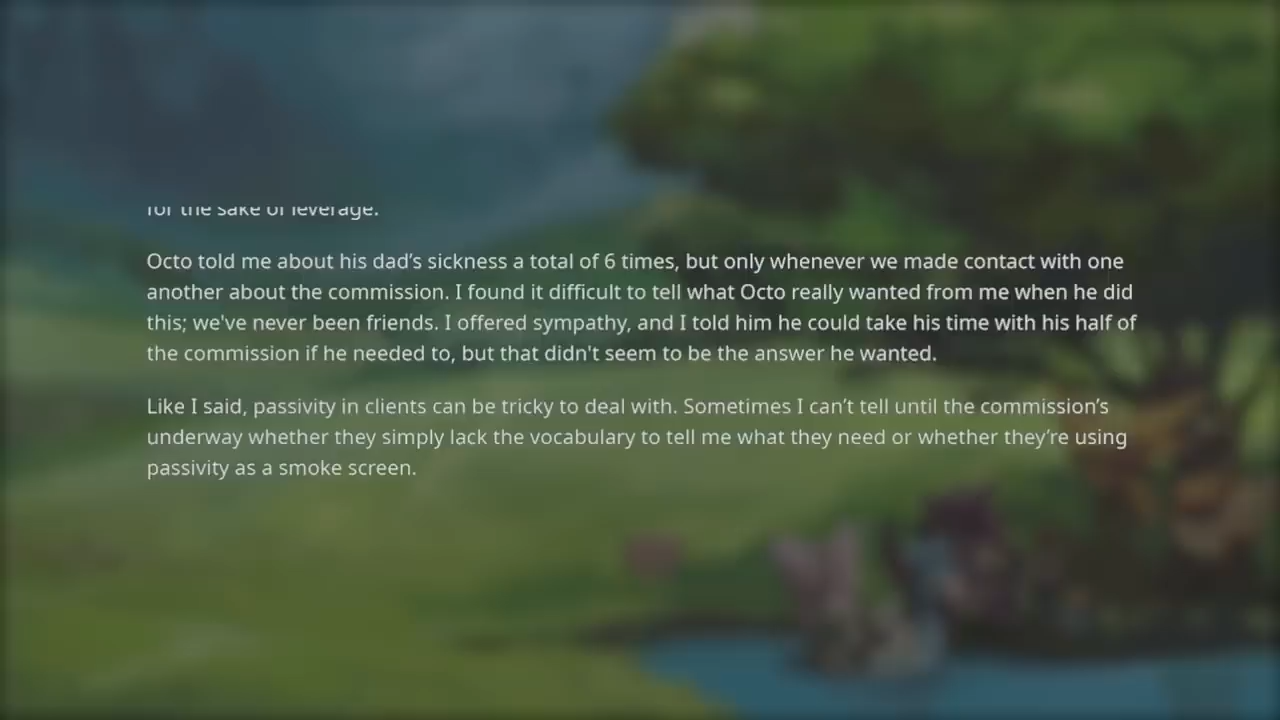 for the sake of leverage.
Octo told me about his dad’s sickness a total of 6 times, but only whenever we made contact with one
another about the commission. I found it difficult to tell what Octo really wanted from me when he did
this; we've never been friends. I offered sympathy, and I told him he could take his time with his half of
the commission if he needed to, but that didn't seem to be the answer he wanted.
Like I said, passivity in clients can be tricky to deal with. Sometimes I can’t tell until the commission’s
underway whether they simply lack the vocabulary to tell me what they need or whether they’re using
passivity as a smoke screen.